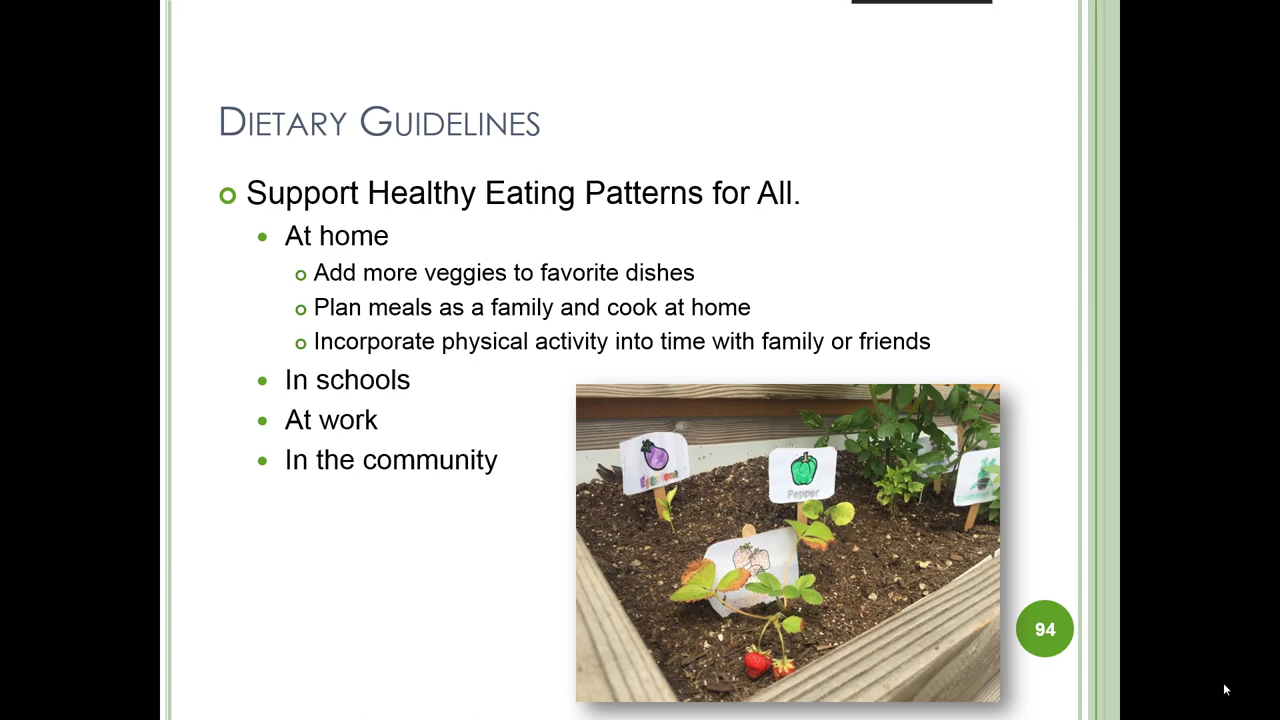 Dietary Guidelines
Support Healthy Eating Patterns for All.
At home
Add more veggies to favorite dishes
Plan meals as a family and cook at home
Incorporate physical activity into time with family or friends
In schools
At work
In the community
Eggplant
Pepper
94